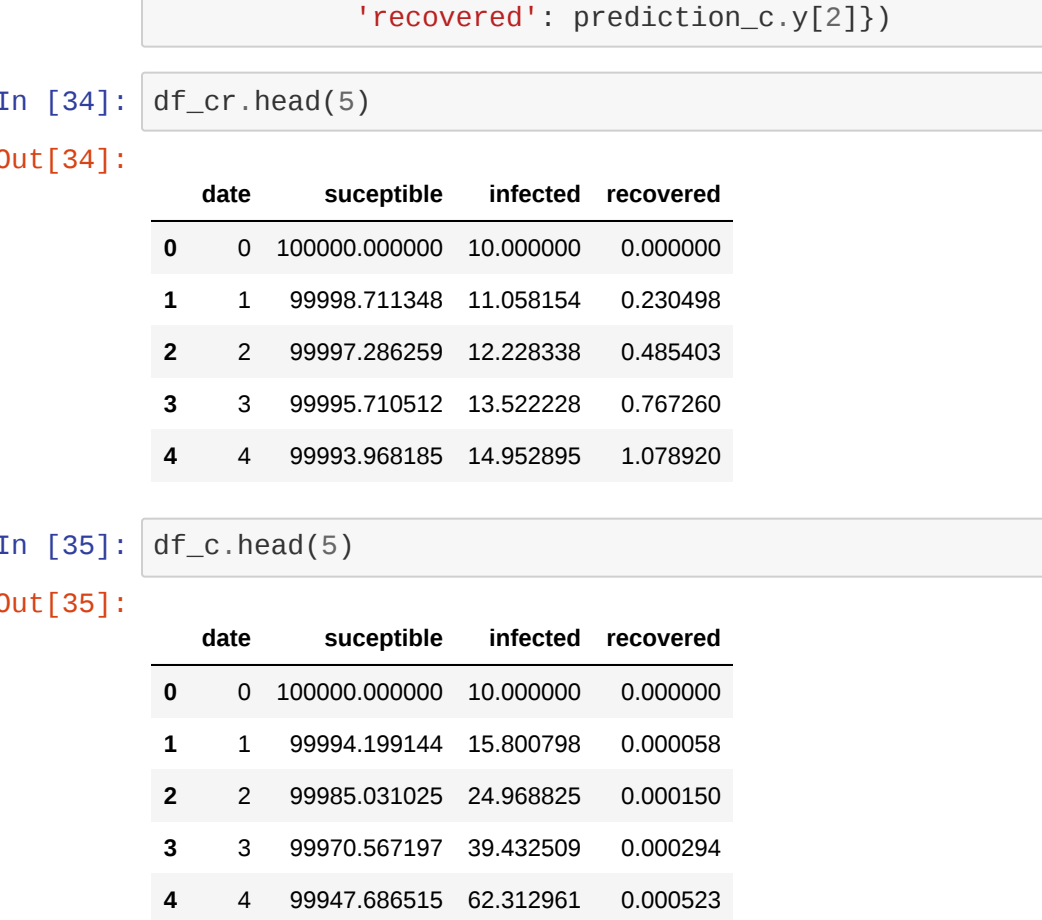 'recovered': prediction_c.y[2]})
In [34]: df_cr.head(5)
Out[34]:
date suceptible infected recovered
0 0 100000.000000 10.000000 0.000000
1 1 99998.711348 11.058154 0.230498
2 2 99997.286259 12.228338 0.485403
3 3 99995.710512 13.522228 0.767260
4 4 99993.968185 14.952895 1.078920
In [35]: df_c.head(5)
Out[35]:
date suceptible infected recovered
0 0 100000.000000 10.000000 0.000000
1 1 99994.199144 15.800798 0.000058
2 2 99985.031025 24.968825 0.000150
3 3 99970.567197 39.432509 0.000294
4 4 99947.686515 62.312961 0.000523